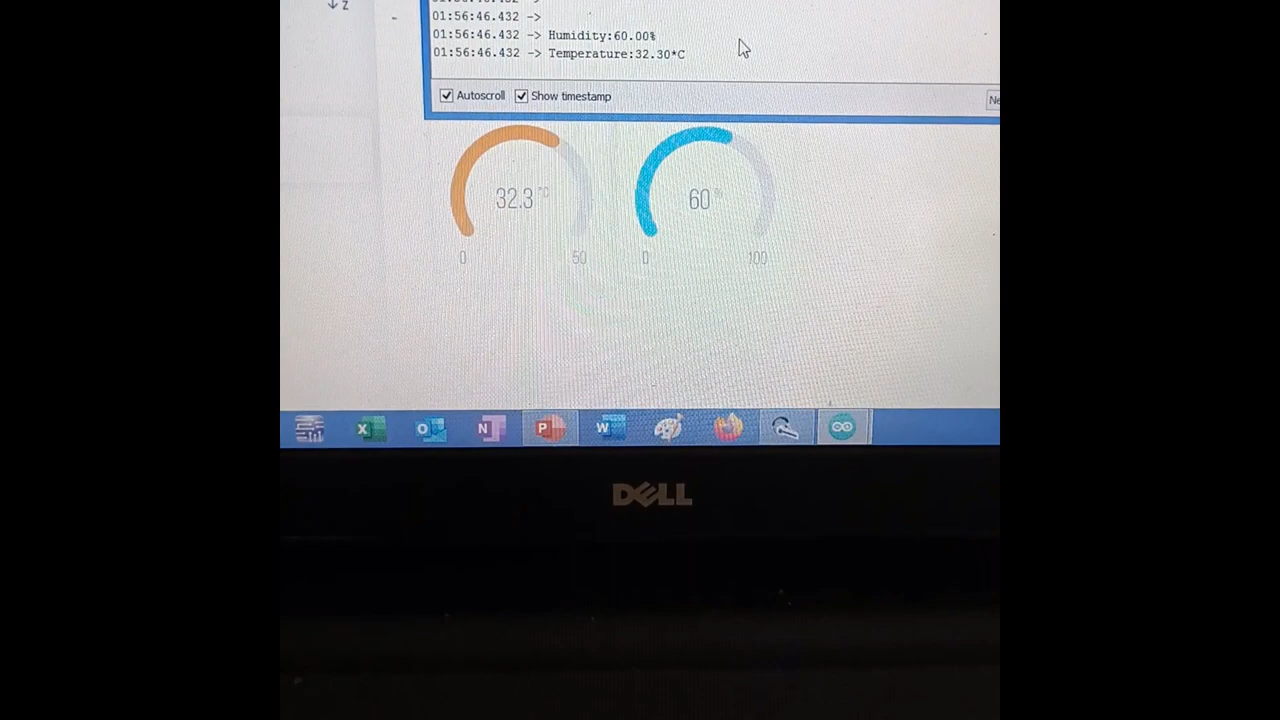 Z
01:56:46.432 ->
01:56:46.432 -> Humidity:60.00%
01:56:46.432 -> Temperature:32.30*C
Autoscroll Show timestamp
Ne
32.3 °C 60 %
0 50 0 100
X O N P W
DELL